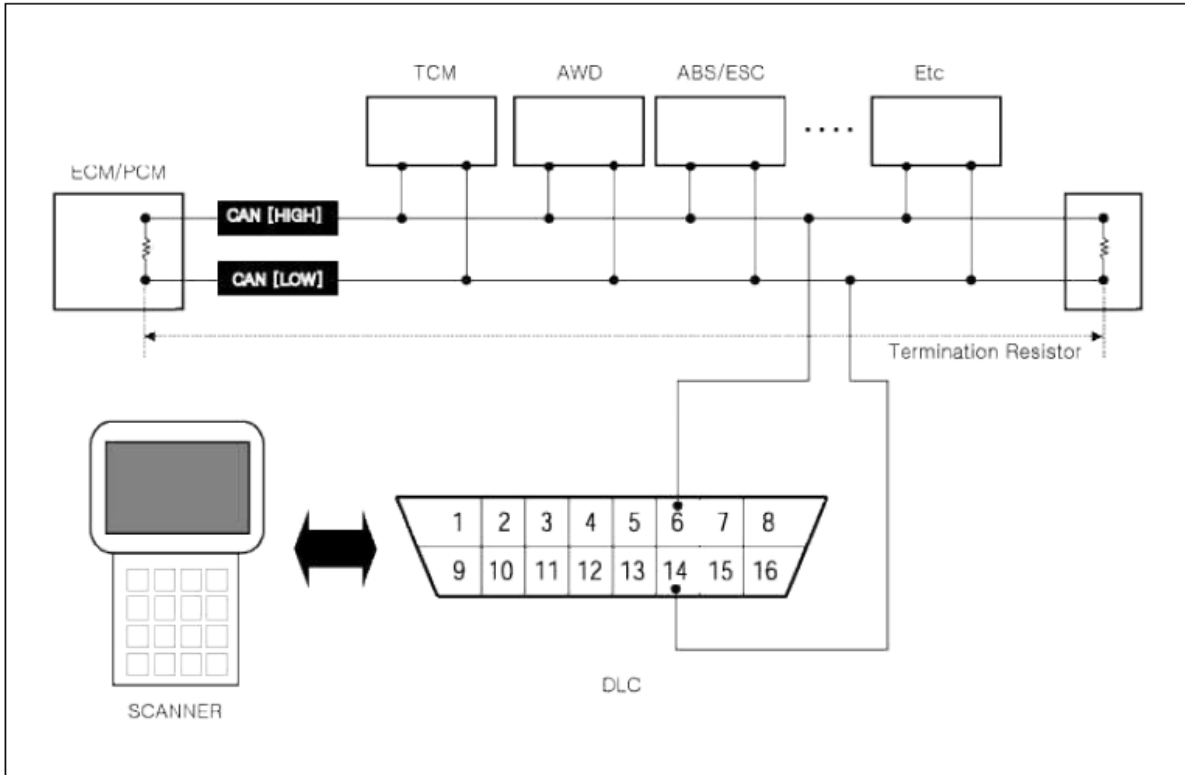 TCM AWD ABS/ESC Etc
ECM/PCM
CAN [HIGH]
CAN [LOW]
Termination Resistor
1 2 3 4 5 6 7 8
9 10 11 12 13 14 15 16
DLC
SCANNER